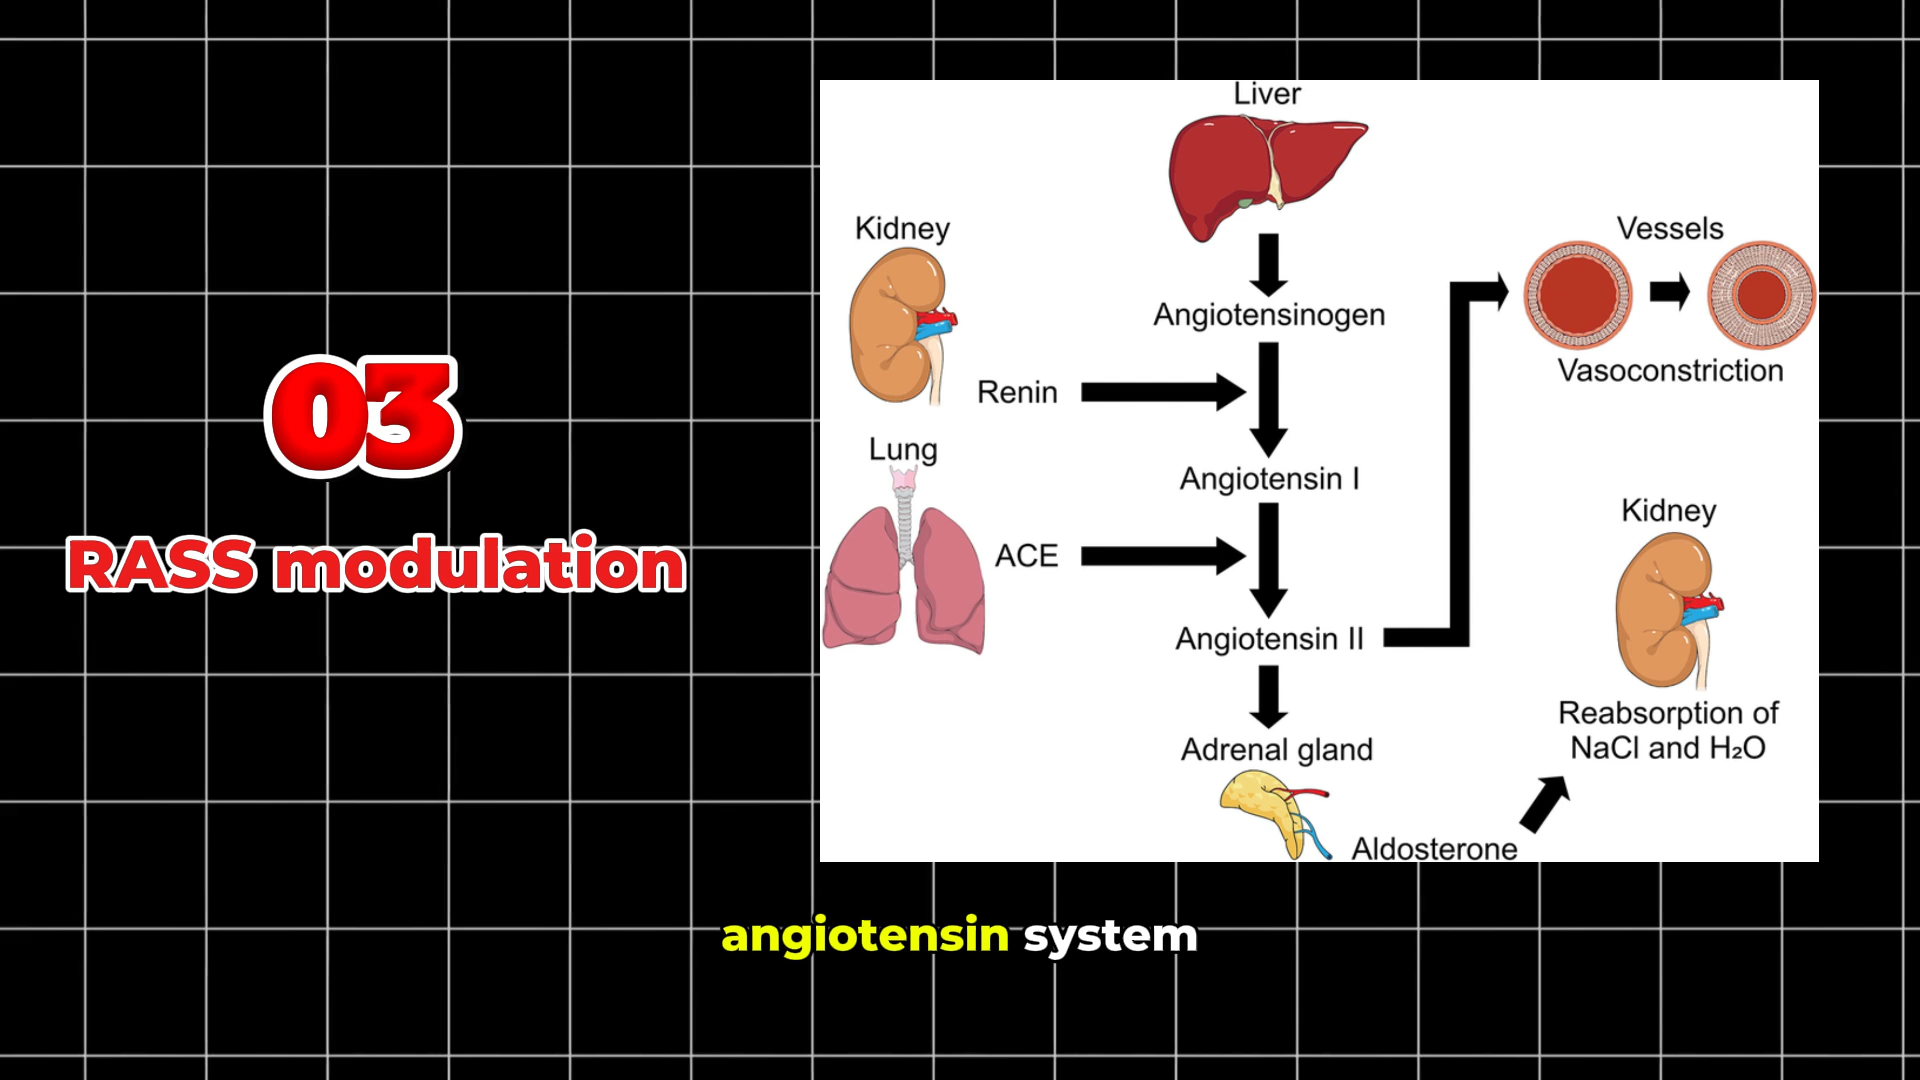 03
RASS modulation
Liver
Kidney
Angiotensinogen
Renin
Lung
Angiotensin I
ACE
Angiotensin II
Adrenal gland
Aldosterone
Vessels
Vasoconstriction
Kidney
Reabsorption of
NaCl and H₂O
angiotensin system